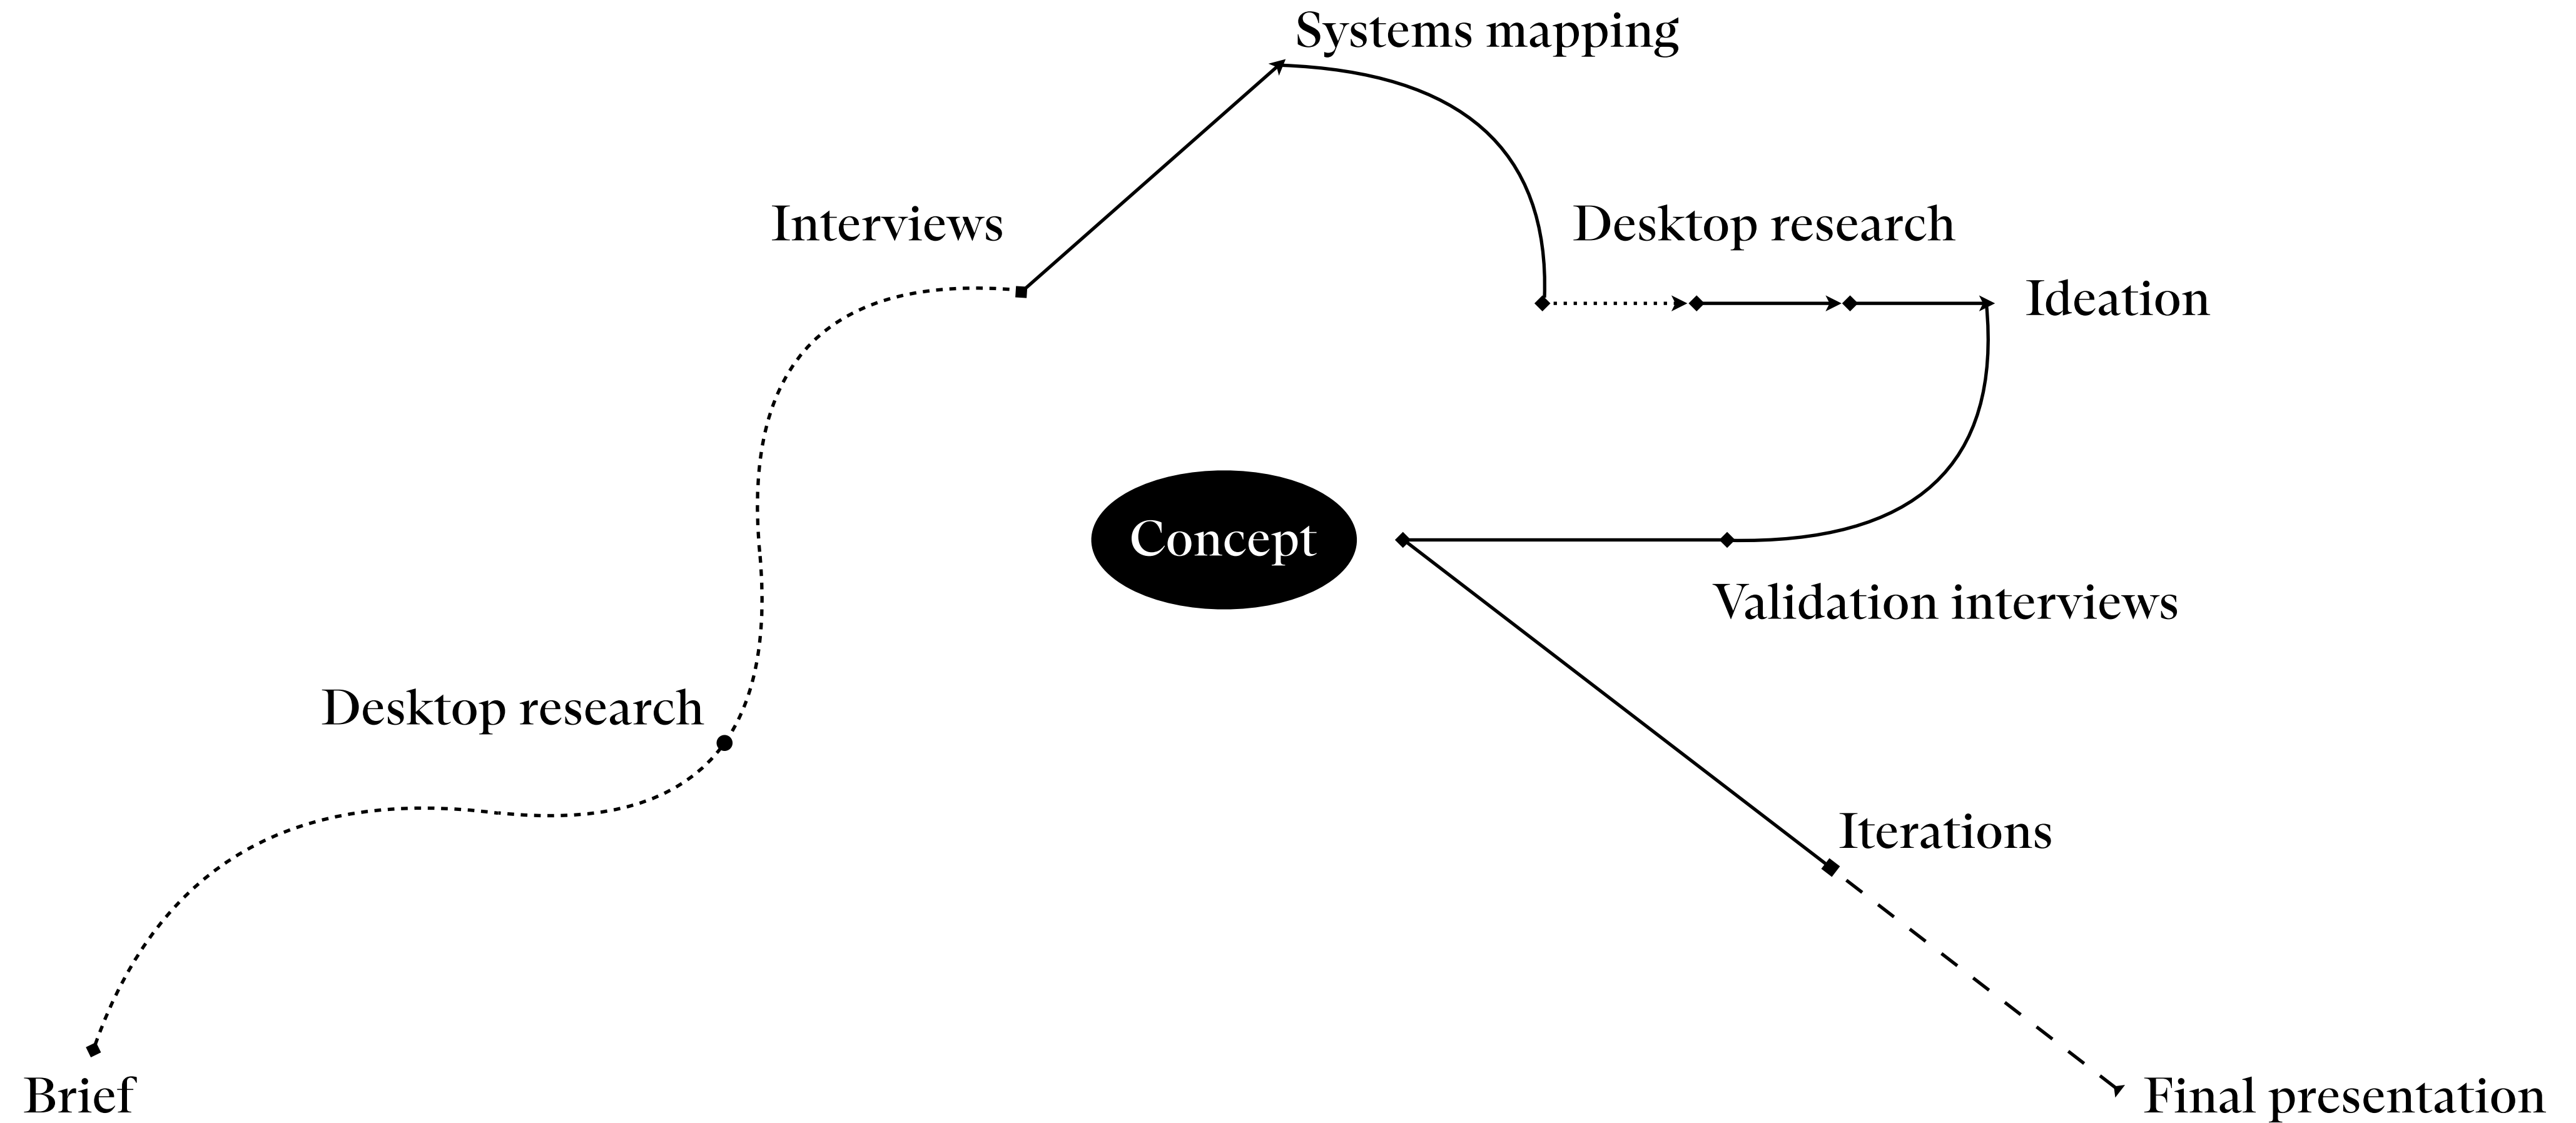 Systems mapping
Interviews
Desktop research
Ideation
Concept
Validation interviews
Desktop research
Iterations
Brief
Final presentation